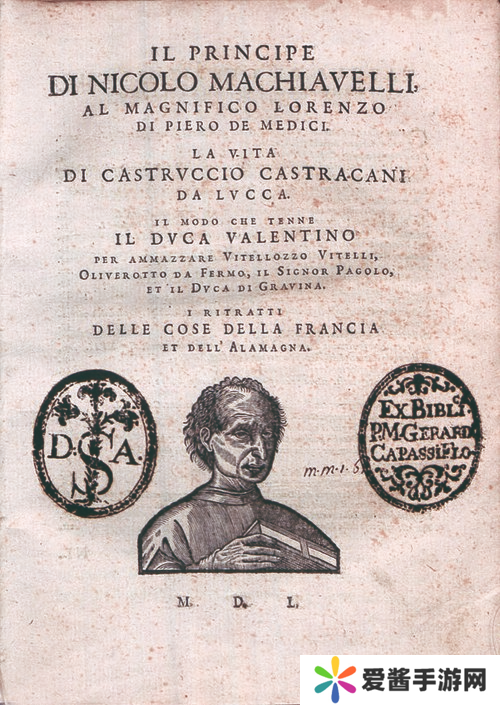 IL PRINCIPE
DI NICOLO MACHIAVELLI,
AL MAGNIFICO LORENZO
DI PIERO DE MEDICI.
LA VITA
DI CASTRVCCIO CASTRACANI
DA LVCCA.
IL MODO CHE TENNE
IL DVCA VALENTINO
PER AMMAZZARE VITELLOZZO VITELLI,
OLIVEROTTO DA FERMO, IL SIGNOR PAGOLO,
ET IL DVCA DI GRAVINA.
I RITRATTI
DELLE COSE DELLA FRANCIA
ET DELL'ALAMAGNA.
D. S A.
EX BIBL.
P.M. GERARD
CAPASSI FLO
M. D. L.
爱酱手游网